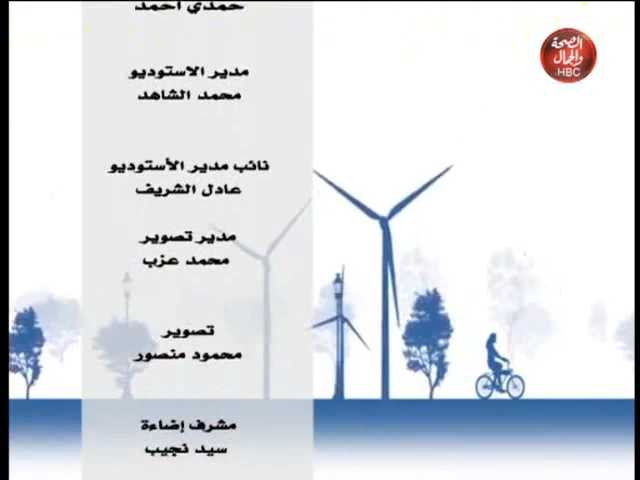 حمدي احمد
مدير الاستوديو
محمد الشاهد
نائب مدير الأستوديو
عادل الشريف
مدير تصوير
محمد عزب
تصوير
محمود منصور
مشرف إضاءة
سيد نجيب
الصحة
والجمال
HBC